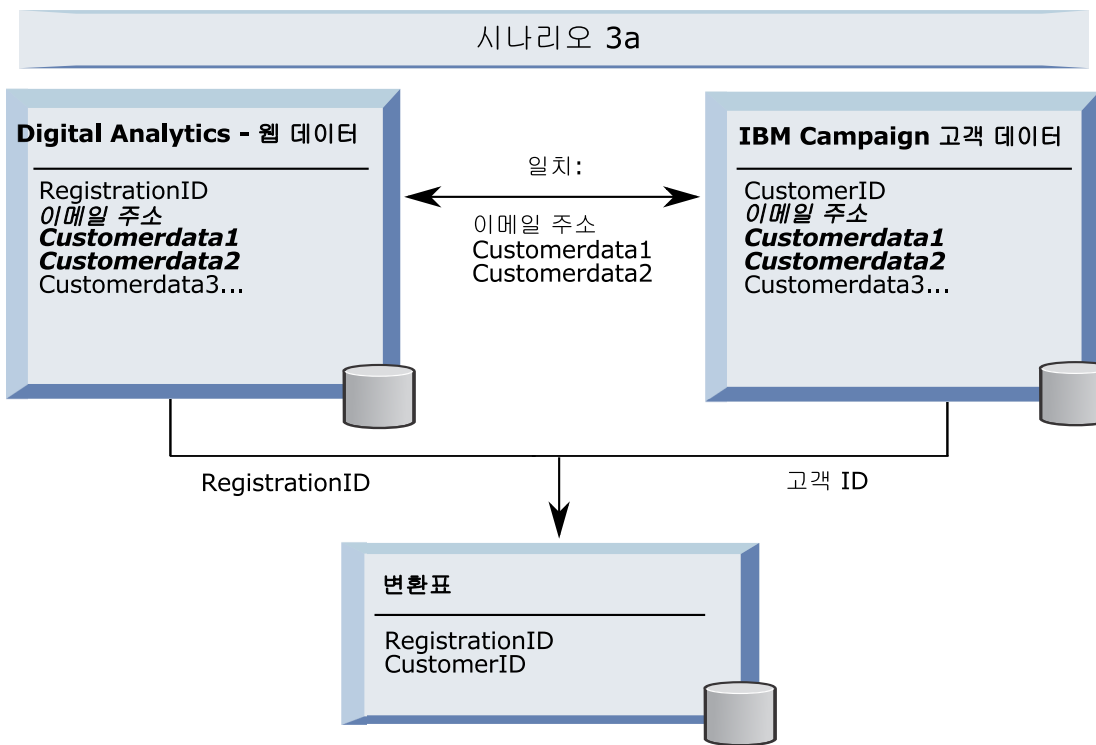 시나리오 3a
Digital Analytics - 웹 데이터
RegistrationID
이메일 주소
Customerdata1
Customerdata2
Customerdata3...
일치:
이메일 주소
Customerdata1
Customerdata2
IBM Campaign 고객 데이터
CustomerID
이메일 주소
Customerdata1
Customerdata2
Customerdata3...
RegistrationID
고객 ID
변환표
RegistrationID
CustomerID